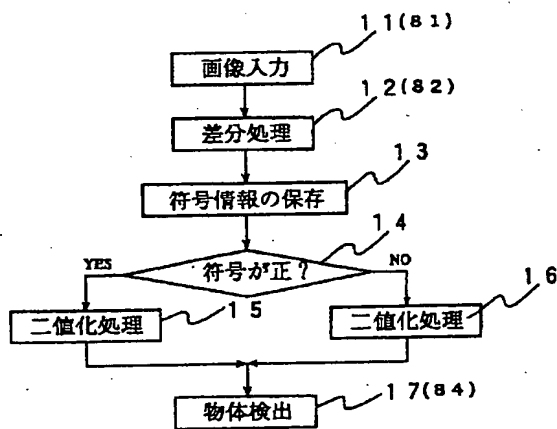 11(81)
画像入力
12(82)
差分処理
13
符号情報の保存
14
YES
符号が正?
NO
16
二値化処理
15
二値化処理
17(84)
物体検出